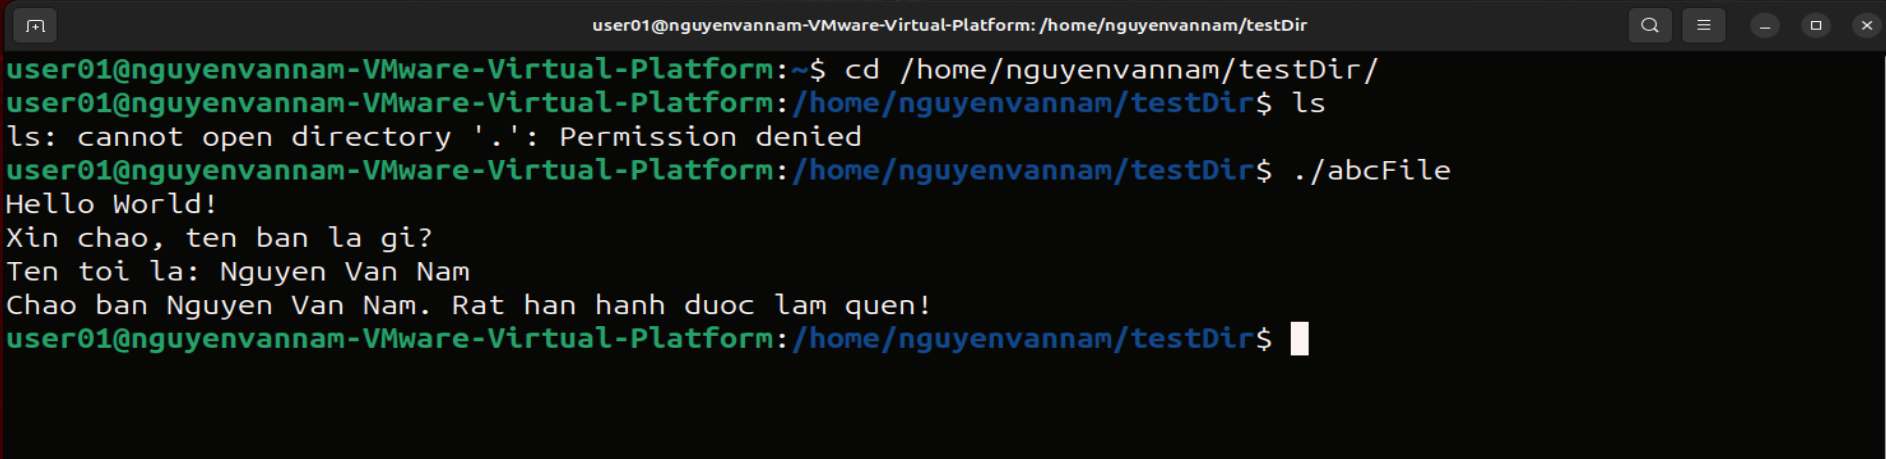 user01@nguyenvannam-VMware-Virtual-Platform: /home/nguyenvannam/testDir
user01@nguyenvannam-VMware-Virtual-Platform:~$ cd /home/nguyenvannam/testDir/
user01@nguyenvannam-VMware-Virtual-Platform:/home/nguyenvannam/testDir$ ls
ls: cannot open directory '.': Permission denied
user01@nguyenvannam-VMware-Virtual-Platform:/home/nguyenvannam/testDir$ ./abcFile
Hello World!
Xin chao, ten ban la gi?
Ten toi la: Nguyen Van Nam
Chao ban Nguyen Van Nam. Rat han hanh duoc lam quen!
user01@nguyenvannam-VMware-Virtual-Platform:/home/nguyenvannam/testDir$